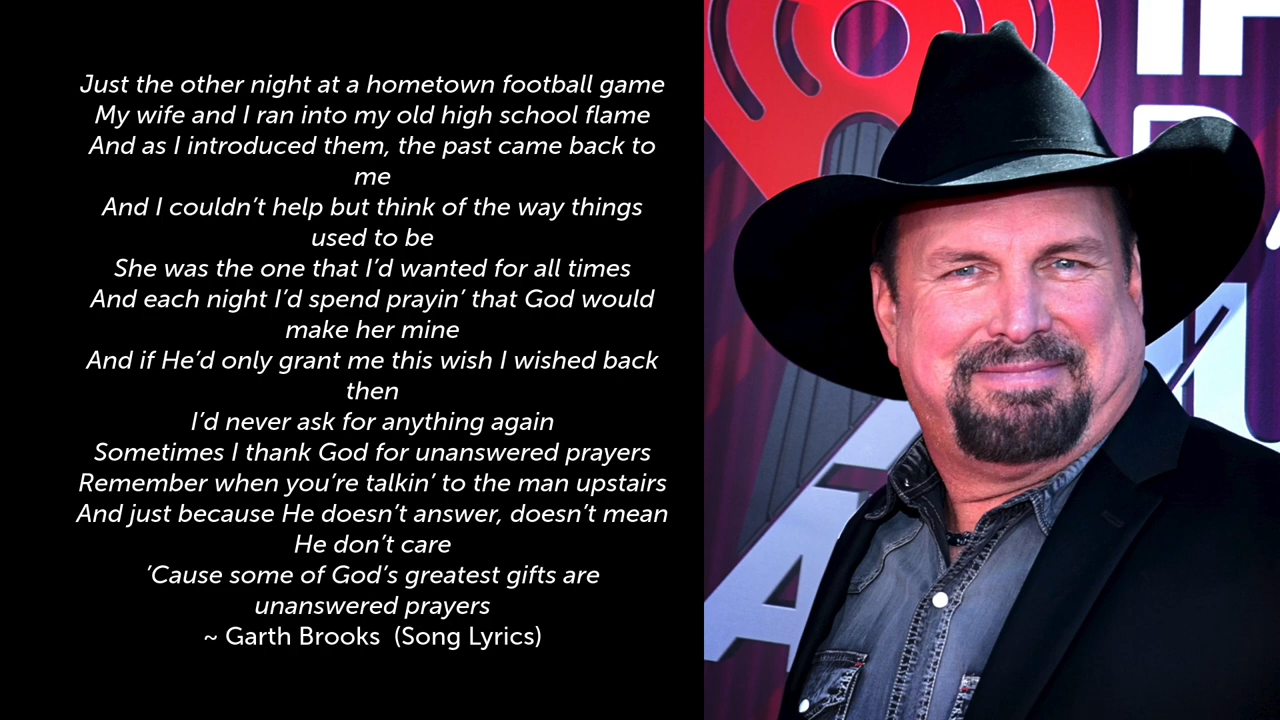 Just the other night at a hometown football game
My wife and I ran into my old high school flame
And as I introduced them, the past came back to
me
And I couldn’t help but think of the way things
used to be
She was the one that I’d wanted for all times
And each night I’d spend prayin’ that God would
make her mine
And if He’d only grant me this wish I wished back
then
I’d never ask for anything again
Sometimes I thank God for unanswered prayers
Remember when you’re talkin’ to the man upstairs
And just because He doesn’t answer, doesn’t mean
He don’t care
’Cause some of God’s greatest gifts are
unanswered prayers
~ Garth Brooks  (Song Lyrics)